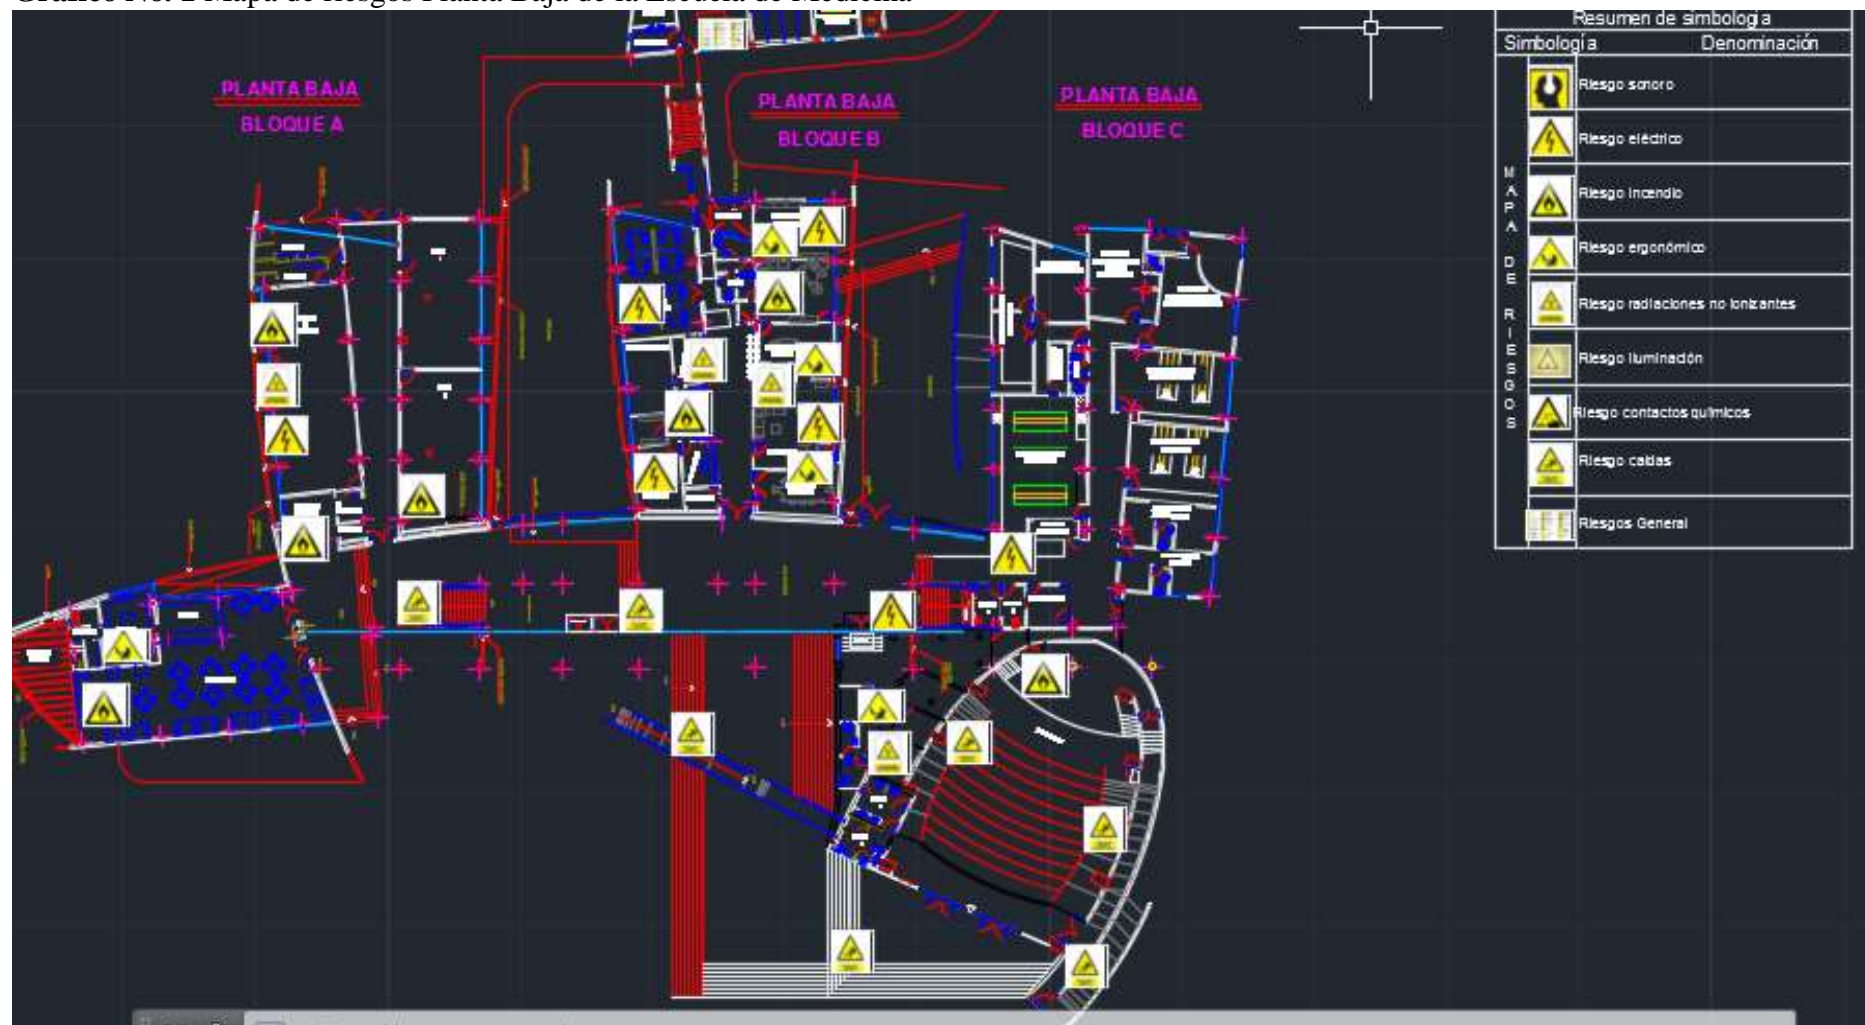 Gráfico No. 1 Mapa de riesgos Planta Baja de la Escuela de Medicina
PLANTA BAJA
BLOQUE A
PLANTA BAJA
BLOQUE B
PLANTA BAJA
BLOQUE C
Resumen de simbología
Simbología Denominación
MAPA DE RIESGOS
Riesgo sonoro
Riesgo eléctrico
Riesgo incendio
Riesgo ergonómico
Riesgo radiaciones no ionizantes
Riesgo iluminación
Riesgo contactos químicos
Riesgo caídas
Riesgos General